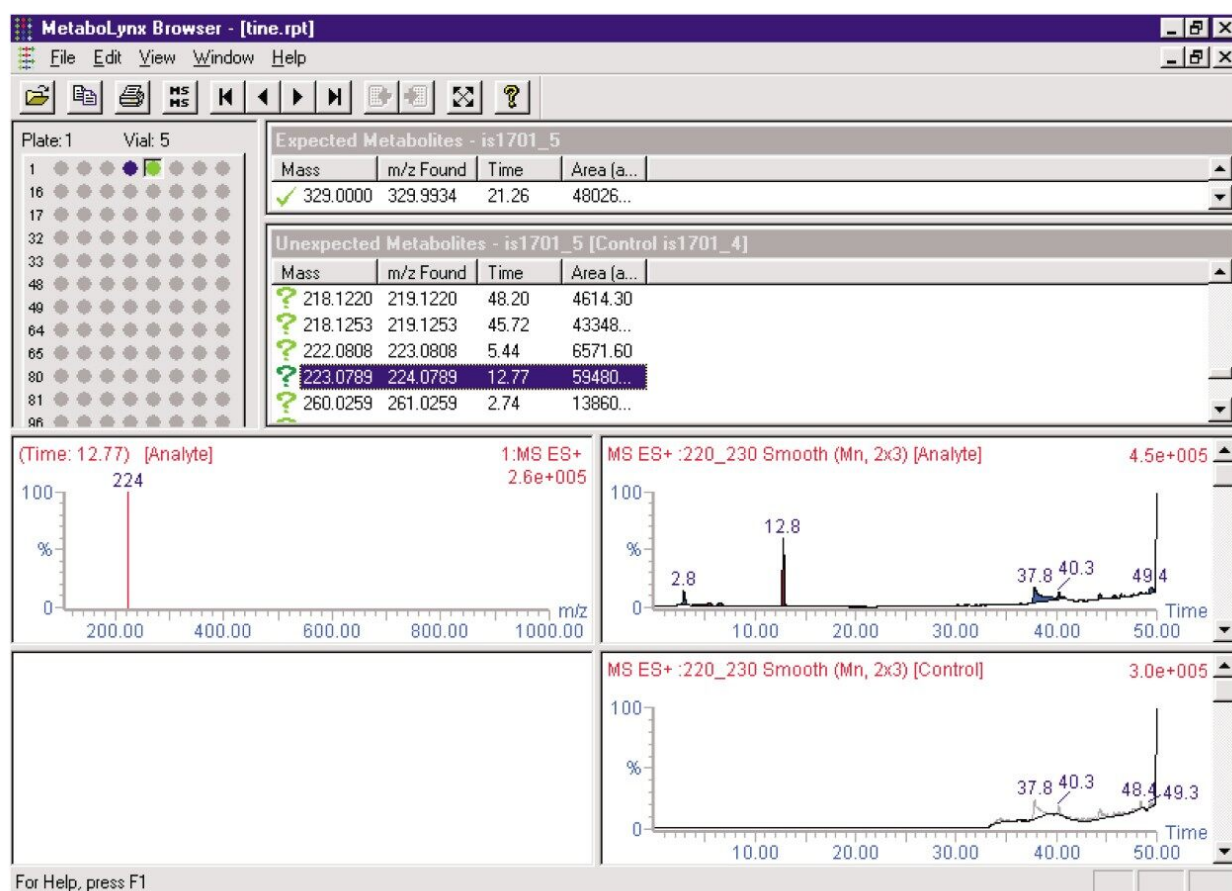 MetaboLynx Browser - [tine.rpt]
File Edit View Window Help
MS
MS
Plate: 1 Vial: 5
1
16
17
32
33
48
49
64
65
80
81
96
Expected Metabolites - is1701_5
Mass m/z Found Time Area (a...
329.0000 329.9934 21.26 48026...
Unexpected Metabolites - is1701_5 [Control is1701_4]
Mass m/z Found Time Area (a...
? 218.1220 219.1220 48.20 4614.30
? 218.1253 219.1253 45.72 43348...
? 222.0808 223.0808 5.44 6571.60
? 223.0789 224.0789 12.77 59480...
? 260.0259 261.0259 2.74 13860...
(Time: 12.77) [Analyte] 1:MS ES+
2.6e+005
224
100
%
0
m/z
200.00 400.00 600.00 800.00 1000.00
MS ES+ :220_230 Smooth (Mn, 2x3) [Analyte] 4.5e+005
100
12.8
%
2.8 37.8 40.3 49.4
0
Time
10.00 20.00 30.00 40.00 50.00
MS ES+ :220_230 Smooth (Mn, 2x3) [Control] 3.0e+005
100
%
37.8 40.3 48.4 49.3
0
Time
10.00 20.00 30.00 40.00 50.00
For Help, press F1